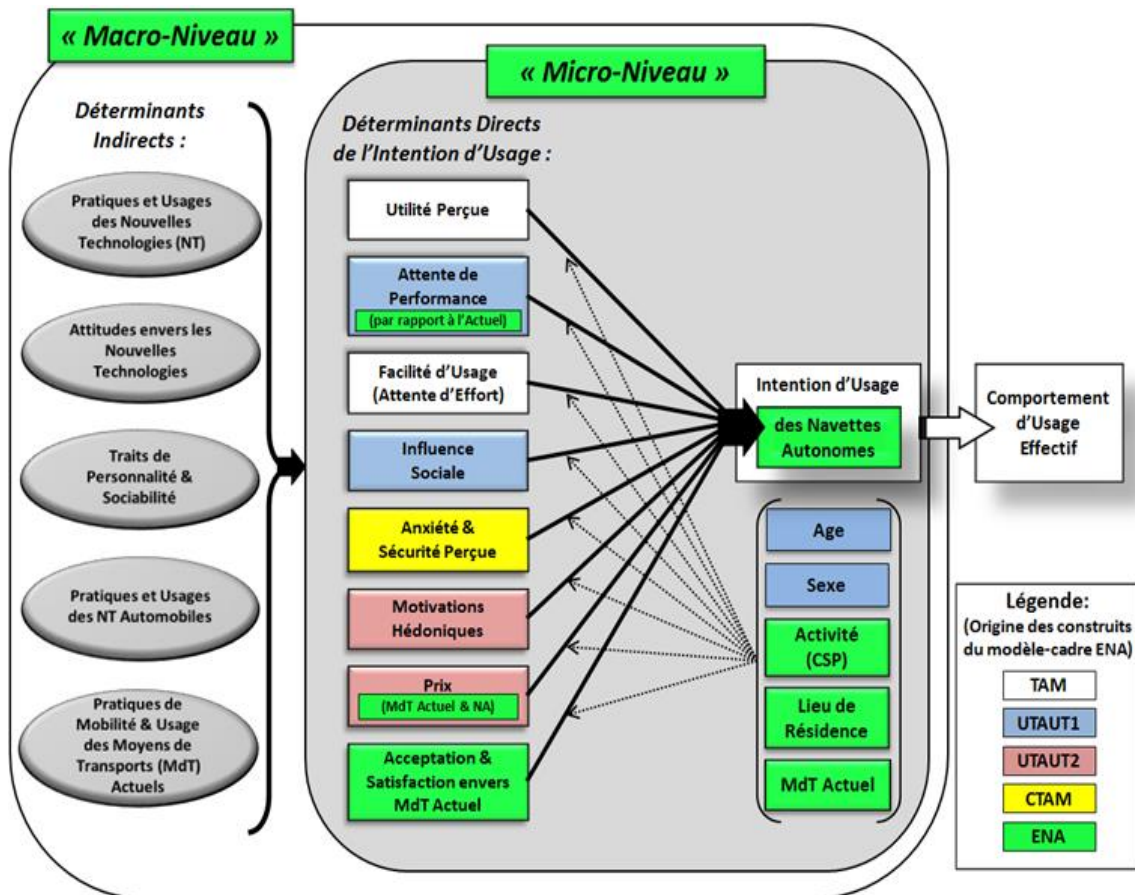 « Macro-Niveau »
« Micro-Niveau »
Déterminants
Indirects :
Pratiques et Usages
des Nouvelles
Technologies (NT)
Attitudes envers les
Nouvelles
Technologies
Traits de
Personnalité &
Sociabilité
Pratiques et Usages
des NT Automobiles
Pratiques de
Mobilité & Usage
des Moyens de
Transports (MdT)
Actuels
Déterminants Directs
de l'Intention d'Usage :
Utilité Perçue
Attente de
Performance
(par rapport à l'Actuel)
Facilité d'Usage
(Attente d'Effort)
Influence
Sociale
Anxiété &
Sécurité Perçue
Motivations
Hédoniques
Prix
(MdT Actuel & NA)
Acceptation &
Satisfaction envers
MdT Actuel
Intention d'Usage
des Navettes
Autonomes
Age
Sexe
Activité
(CSP)
Lieu de
Résidence
MdT Actuel
Comportement
d'Usage
Effectif
Légende:
(Origine des construits
du modèle-cadre ENA)
TAM
UTAUT1
UTAUT2
CTAM
ENA